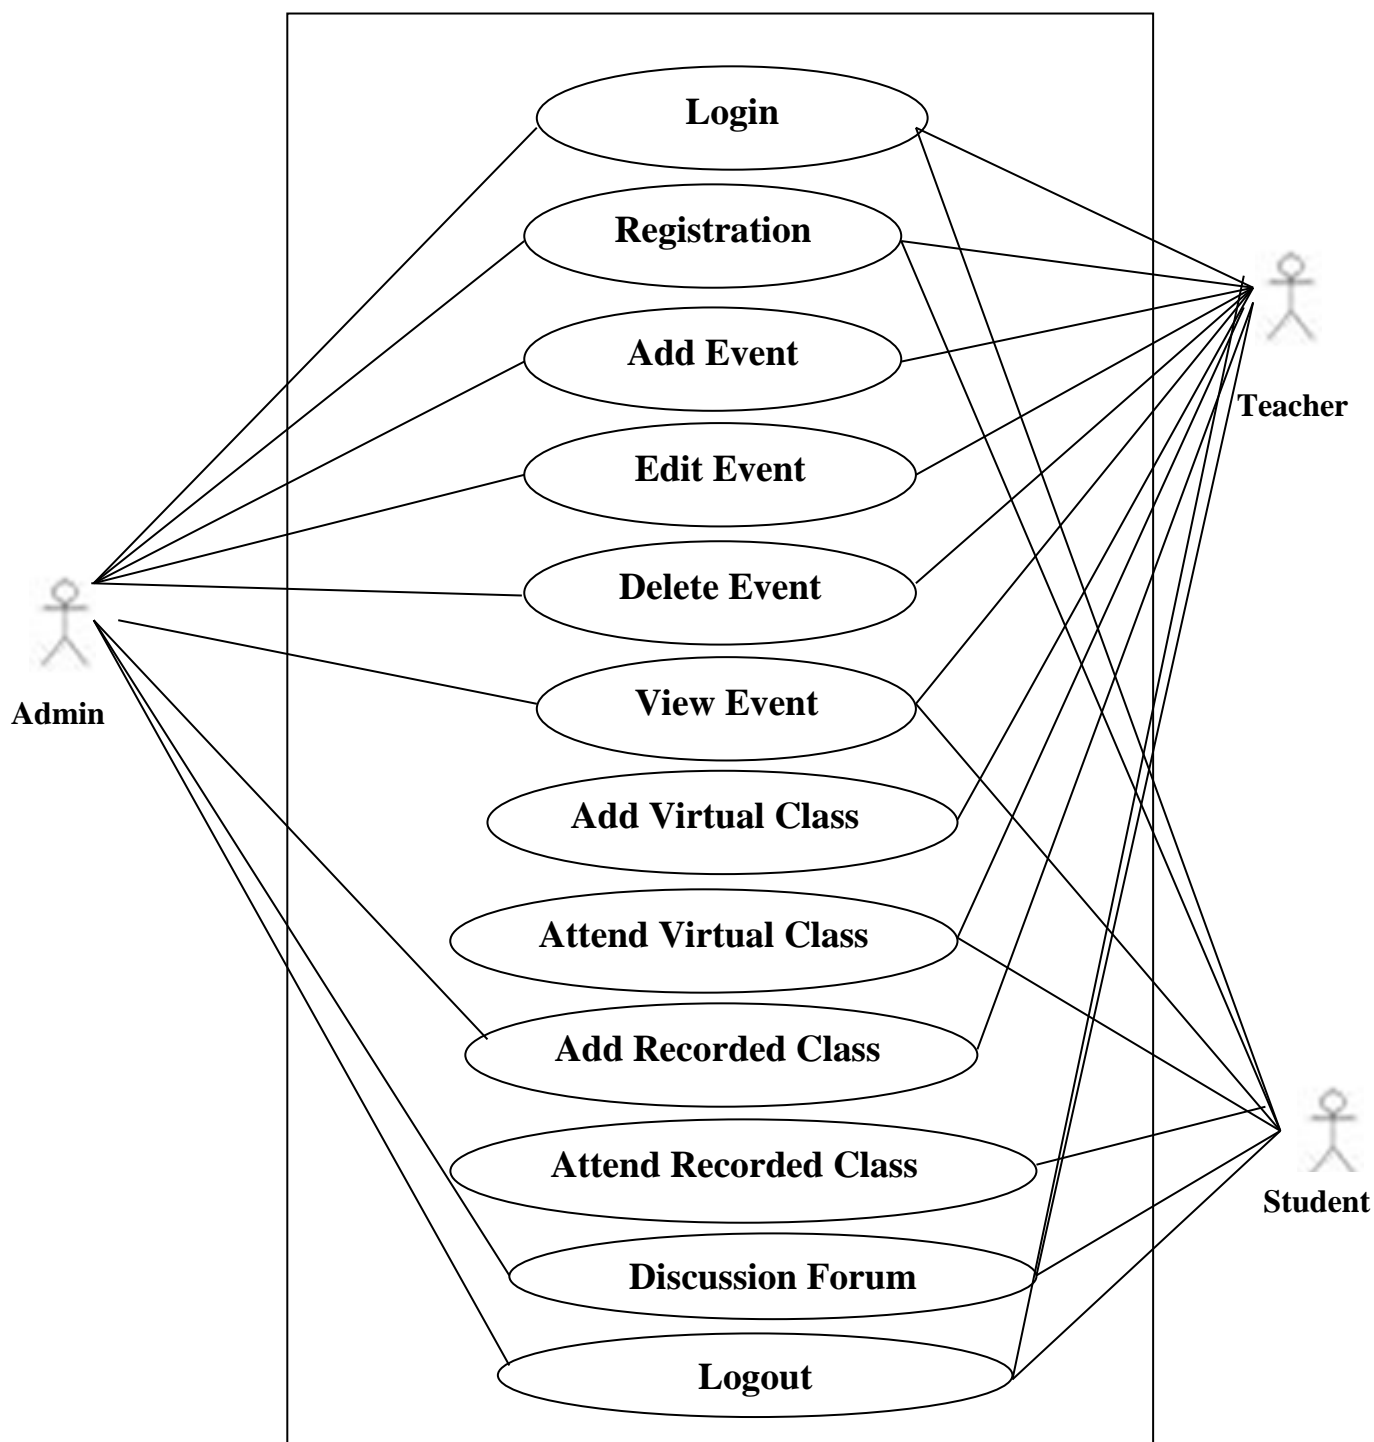 Login
Registration
Add Event
Teacher
Edit Event
Delete Event
View Event
Admin
Add Virtual Class
Attend Virtual Class
Add Recorded Class
Attend Recorded Class
Student
Discussion Forum
Logout